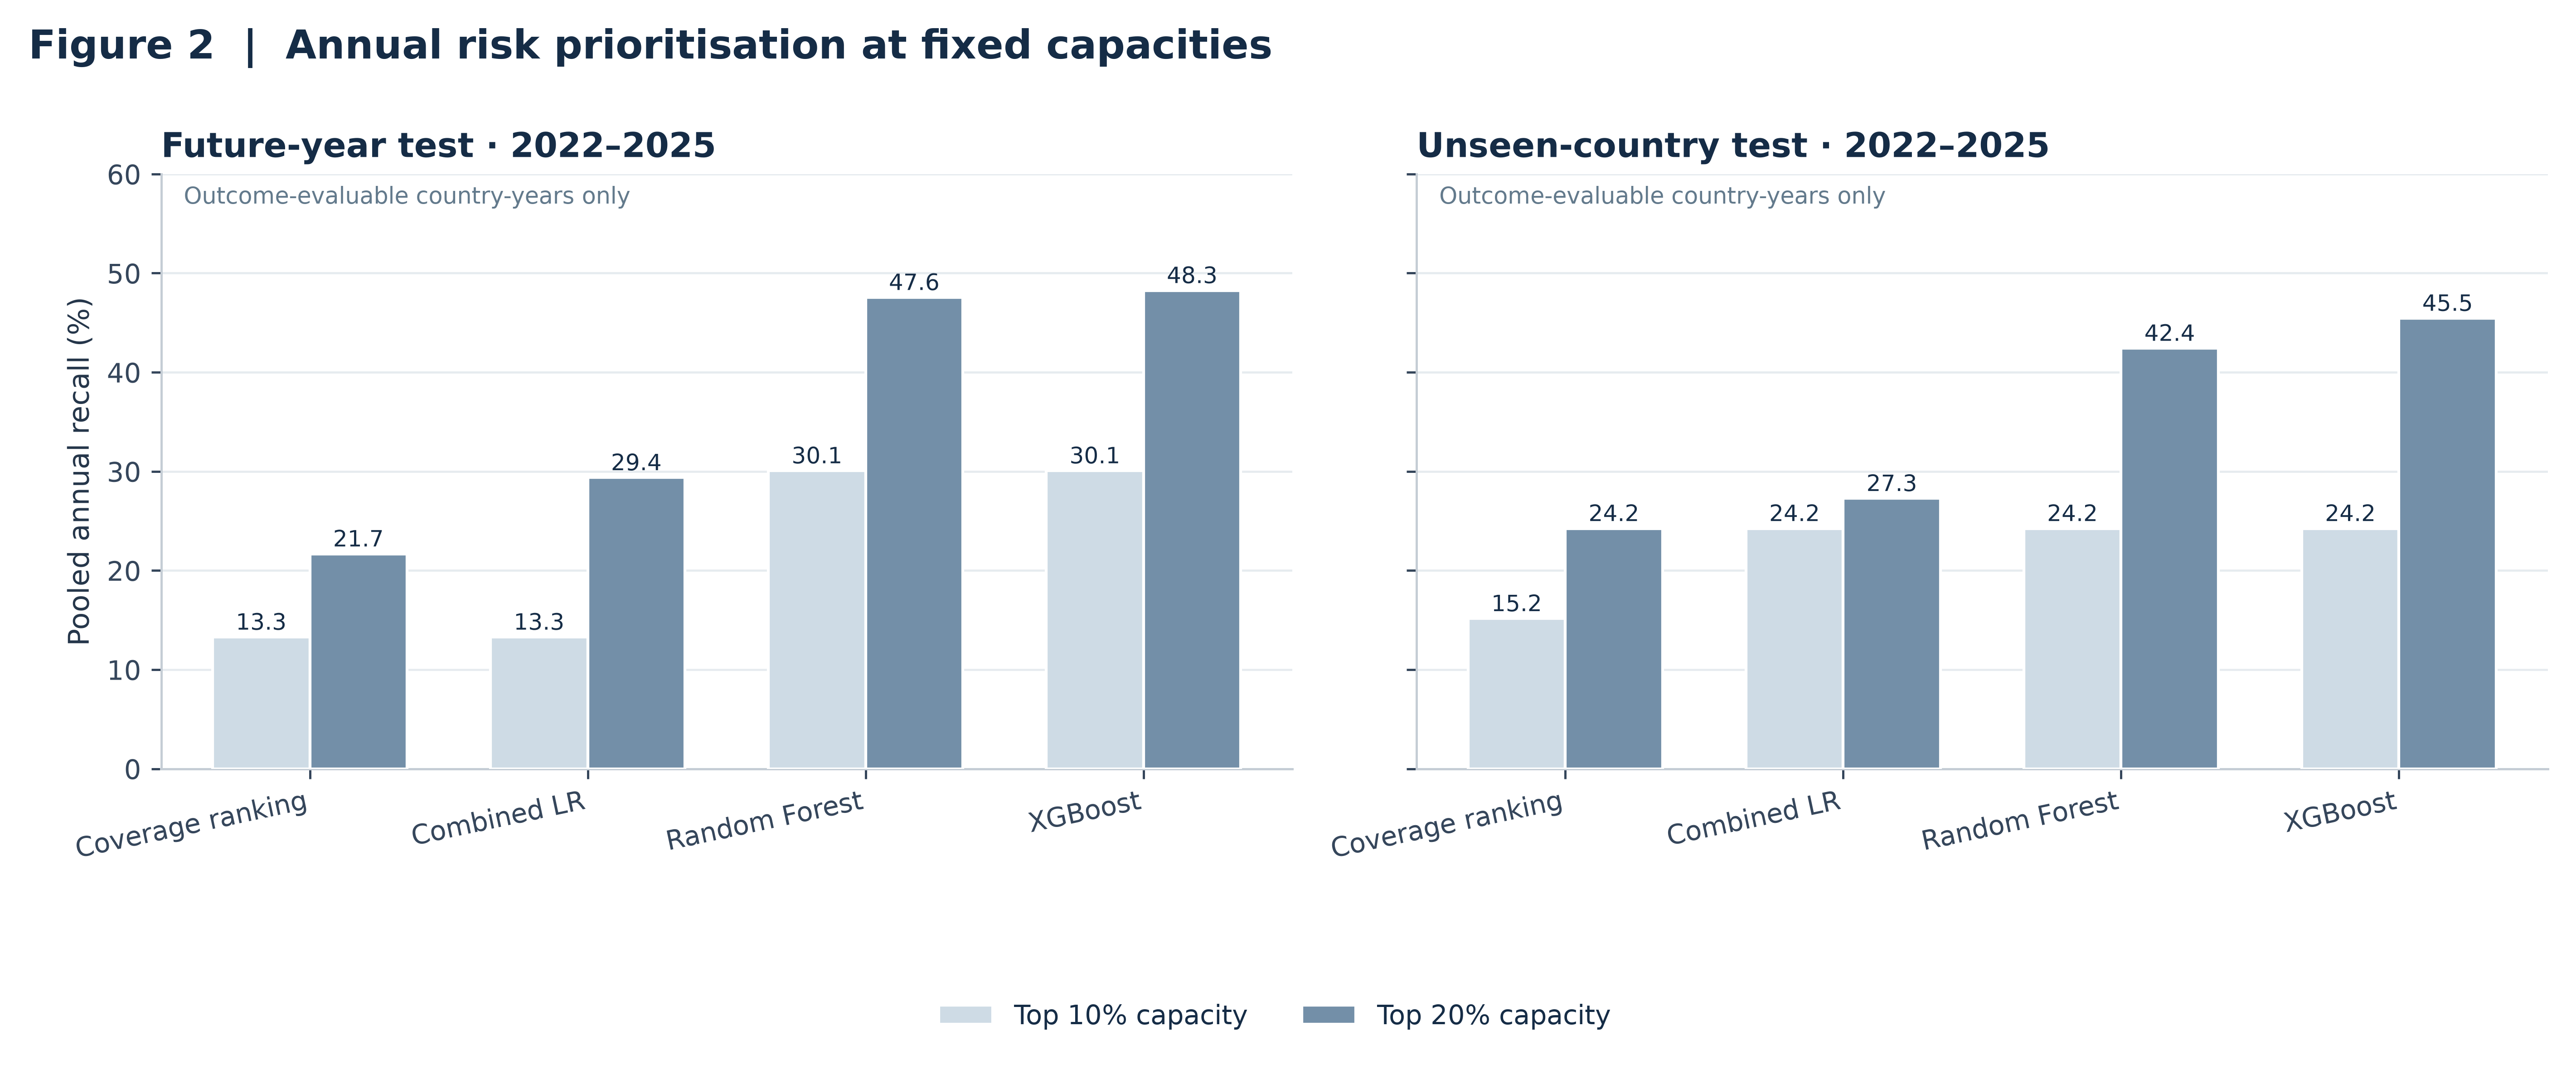 Figure 2 | Annual risk prioritisation at fixed capacities
Future-year test · 2022–2025
Outcome-evaluable country-years only
Pooled annual recall (%)
60
50
40
30
20
10
0
13.3
21.7
13.3
29.4
30.1
47.6
30.1
48.3
Coverage ranking
Combined LR
Random Forest
XGBoost
Unseen-country test · 2022–2025
Outcome-evaluable country-years only
15.2
24.2
24.2
27.3
24.2
42.4
24.2
45.5
Coverage ranking
Combined LR
Random Forest
XGBoost
Top 10% capacity
Top 20% capacity